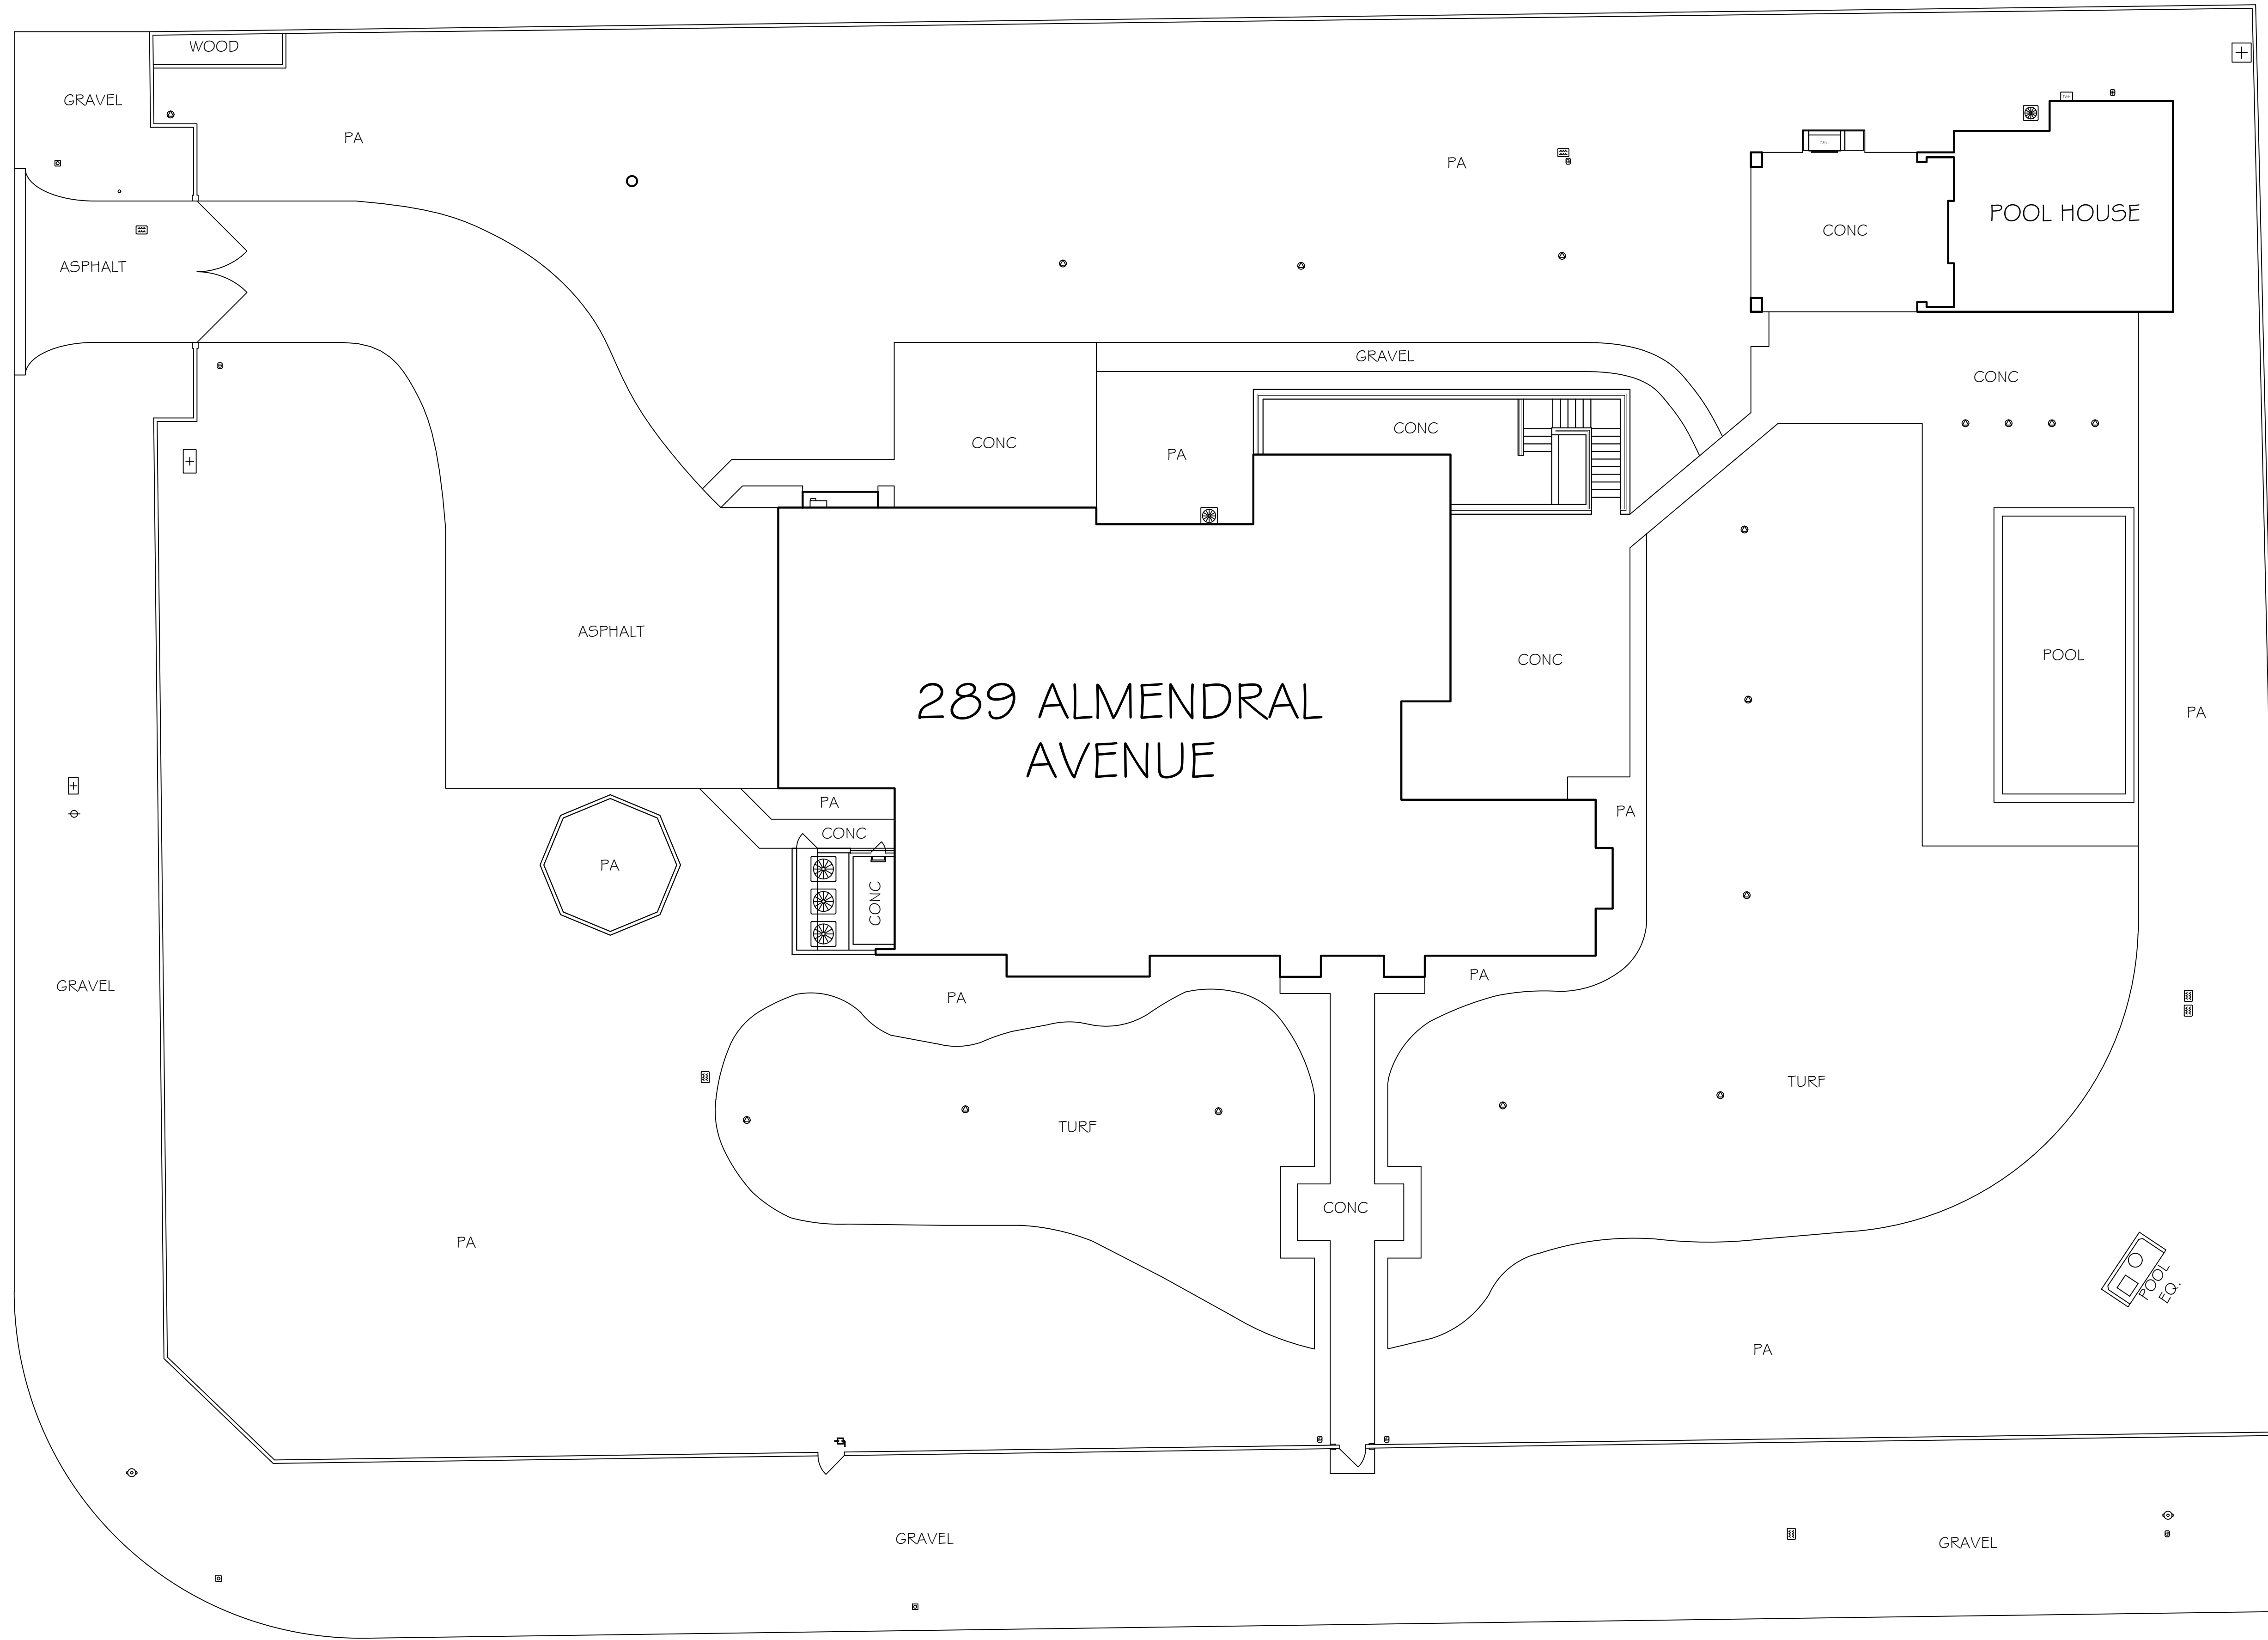 WOOD
GRAVEL
PA
PA
POOL HOUSE
CONC
ASPHALT
GRAVEL
CONC
CONC
CONC
PA
ASPHALT
CONC
POOL
289 ALMENDRAL
AVENUE
PA
PA
PA
CONC
PA
CONC
PA
GRAVEL
PA
TURF
TURF
CONC
PA
POOL
EQ.
PA
GRAVEL
GRAVEL